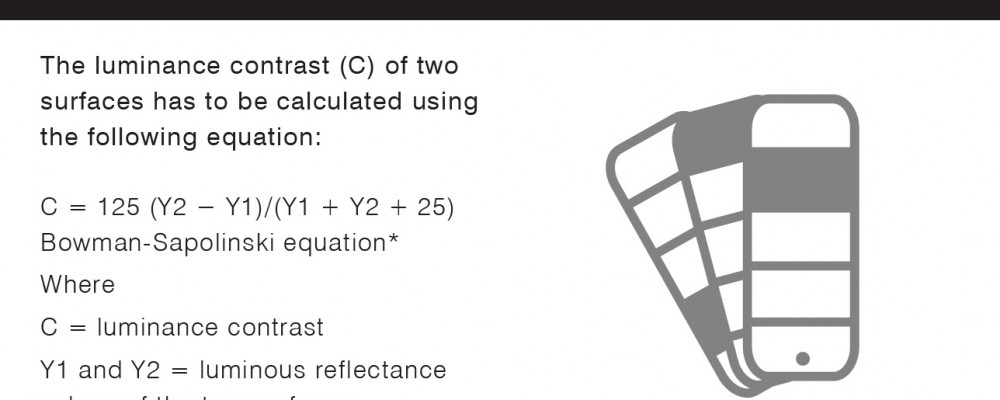 The luminance contrast (C) of two
surfaces has to be calculated using
the following equation:
C = 125 (Y2 − Y1)/(Y1 + Y2 + 25)
Bowman-Sapolinski equation*
Where
C = luminance contrast
Y1 and Y2 = luminous reflectance